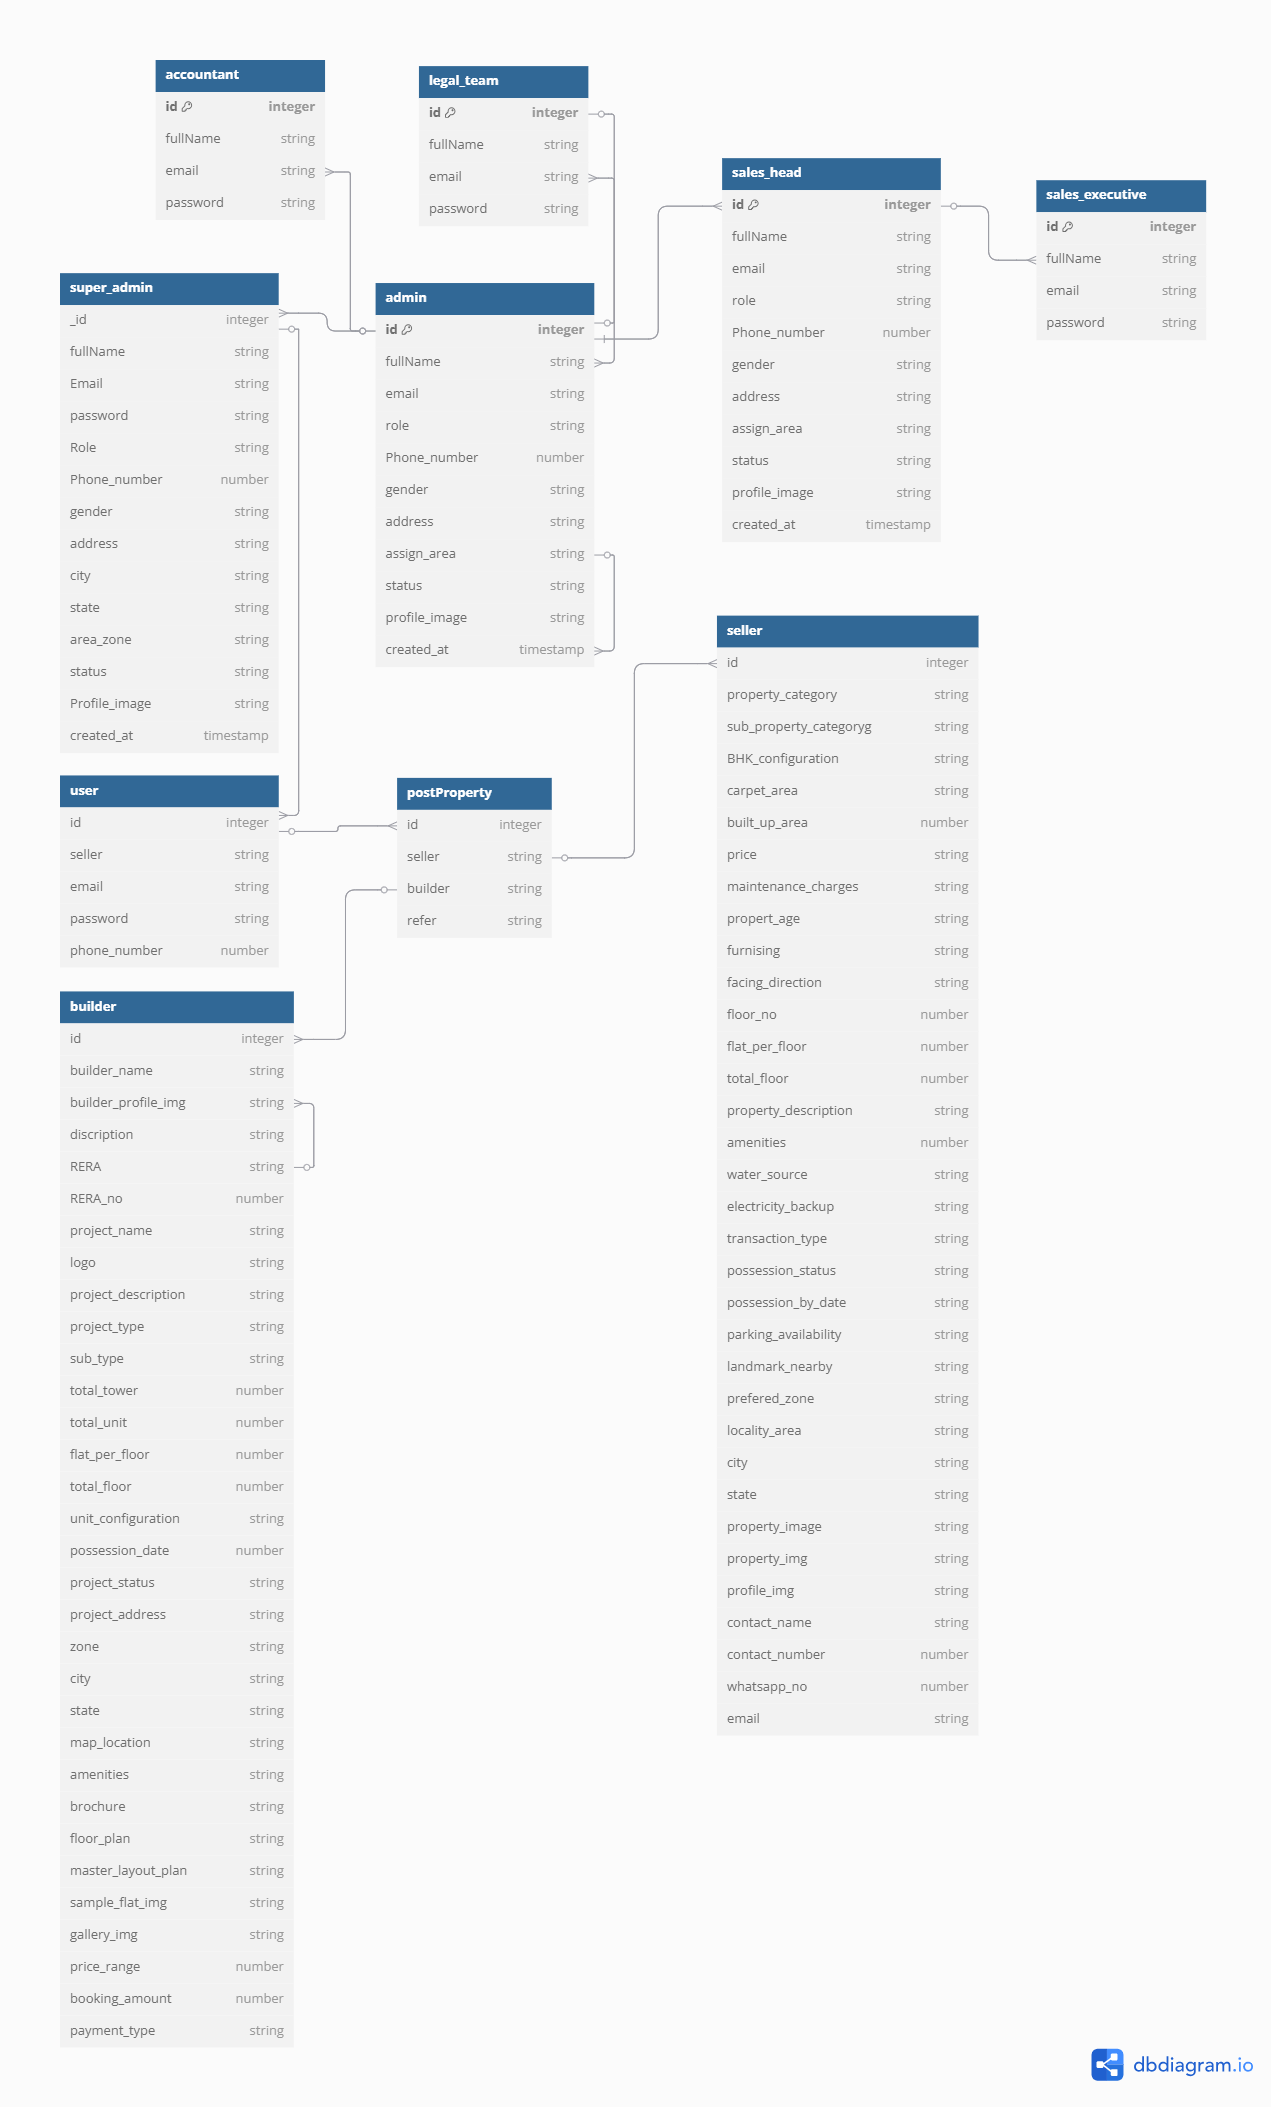 accountant
id integer
fullName string
email string
password string
legal_team
id integer
fullName string
email string
password string
sales_head
id integer
fullName string
email string
role string
Phone_number number
gender string
address string
assign_area string
status string
profile_image string
created_at timestamp
sales_executive
id integer
fullName string
email string
password string
super_admin
_id integer
fullName string
Email string
password string
Role string
Phone_number number
gender string
address string
city string
state string
area_zone string
status string
Profile_image string
created_at timestamp
admin
id integer
fullName string
email string
role string
Phone_number number
gender string
address string
assign_area string
status string
profile_image string
created_at timestamp
seller
id integer
property_category string
sub_property_categoryg string
BHK_configuration string
carpet_area string
built_up_area number
price string
maintenance_charges string
propert_age string
furnising string
facing_direction string
floor_no number
flat_per_floor number
total_floor number
property_description string
amenities number
water_source string
electricity_backup string
transaction_type string
possession_status string
possession_by_date string
parking_availability string
landmark_nearby string
prefered_zone string
locality_area string
city string
state string
property_image string
property_img string
profile_img string
contact_name string
contact_number number
whatsapp_no number
email string
user
id integer
seller string
email string
password string
phone_number number
postProperty
id integer
seller string
builder string
refer string
builder
id integer
builder_name string
builder_profile_img string
discription string
RERA string
RERA_no number
project_name string
logo string
project_description string
project_type string
sub_type string
total_tower number
total_unit number
flat_per_floor number
total_floor number
unit_configuration string
possession_date number
project_status string
project_address string
zone string
city string
state string
map_location string
amenities string
brochure string
floor_plan string
master_layout_plan string
sample_flat_img string
gallery_img string
price_range number
booking_amount number
payment_type string
dbdiagram.io